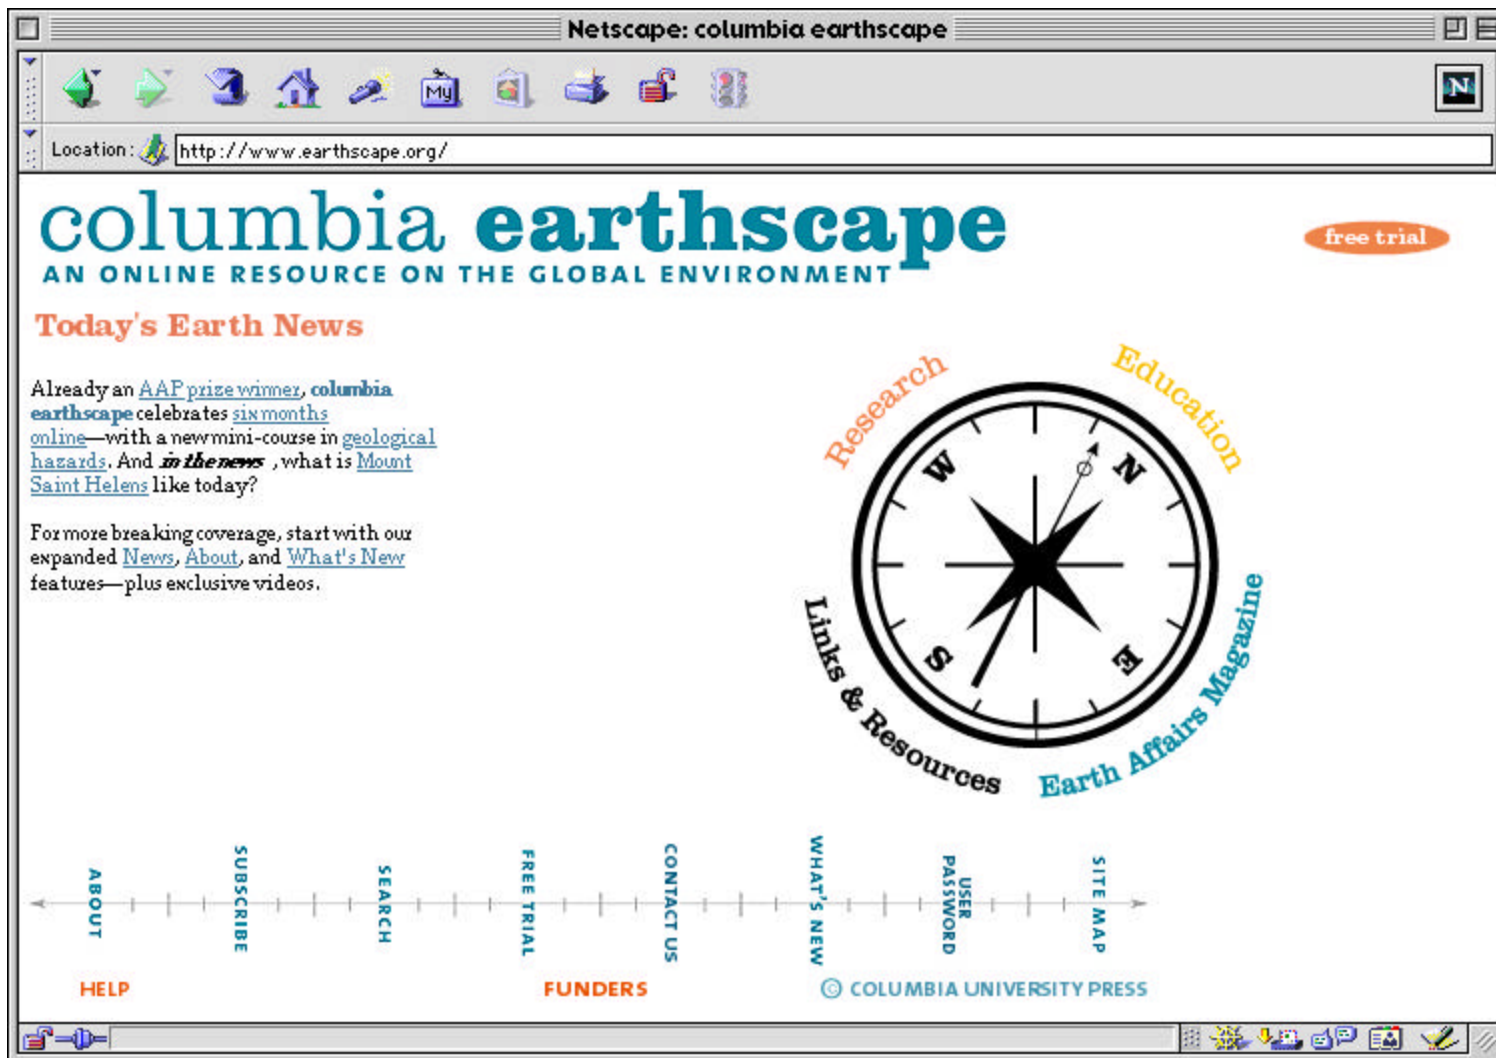 Netscape: columbia earthscape
My
N
Location: http://www.earthscape.org/
columbia earthscape
AN ONLINE RESOURCE ON THE GLOBAL ENVIRONMENT
free trial
Today's Earth News
Already an AAP prize winner, columbia
earthscape celebrates six months
online—with a new mini-course in geological
hazards. And in the news , what is Mount
Saint Helens like today?
For more breaking coverage, start with our
expanded News, About, and What's New
features—plus exclusive videos.
Research
Education
W
N
S
E
Links & Resources
Earth Affairs Magazine
ABOUT
SUBSCRIBE
SEARCH
FREE TRIAL
CONTACT US
WHAT'S NEW
USER
PASSWORD
SITE MAP
HELP
FUNDERS
© COLUMBIA UNIVERSITY PRESS